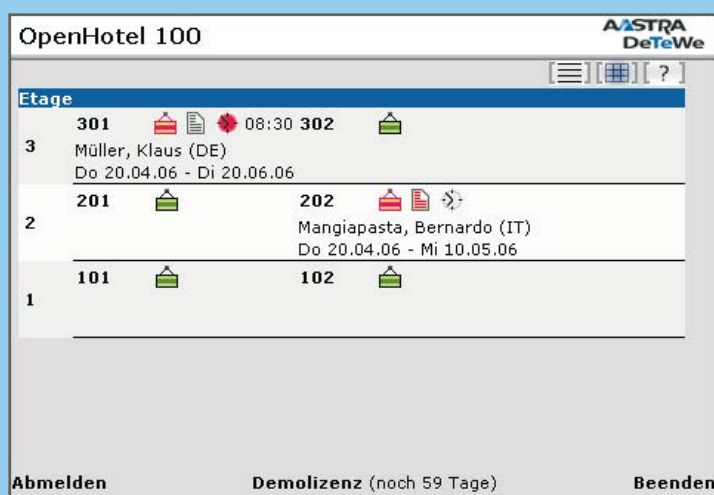 OpenHotel 100
AASTRA
DeTeWe
[ ] [ ] [ ? ]
Etage
301 08:30 302
3
Müller, Klaus (DE)
Do 20.04.06 - Di 20.06.06
201 202
2
Mangiapasta, Bernardo (IT)
Do 20.04.06 - Mi 10.05.06
101 102
1
Abmelden Demolizenz (noch 59 Tage) Beenden